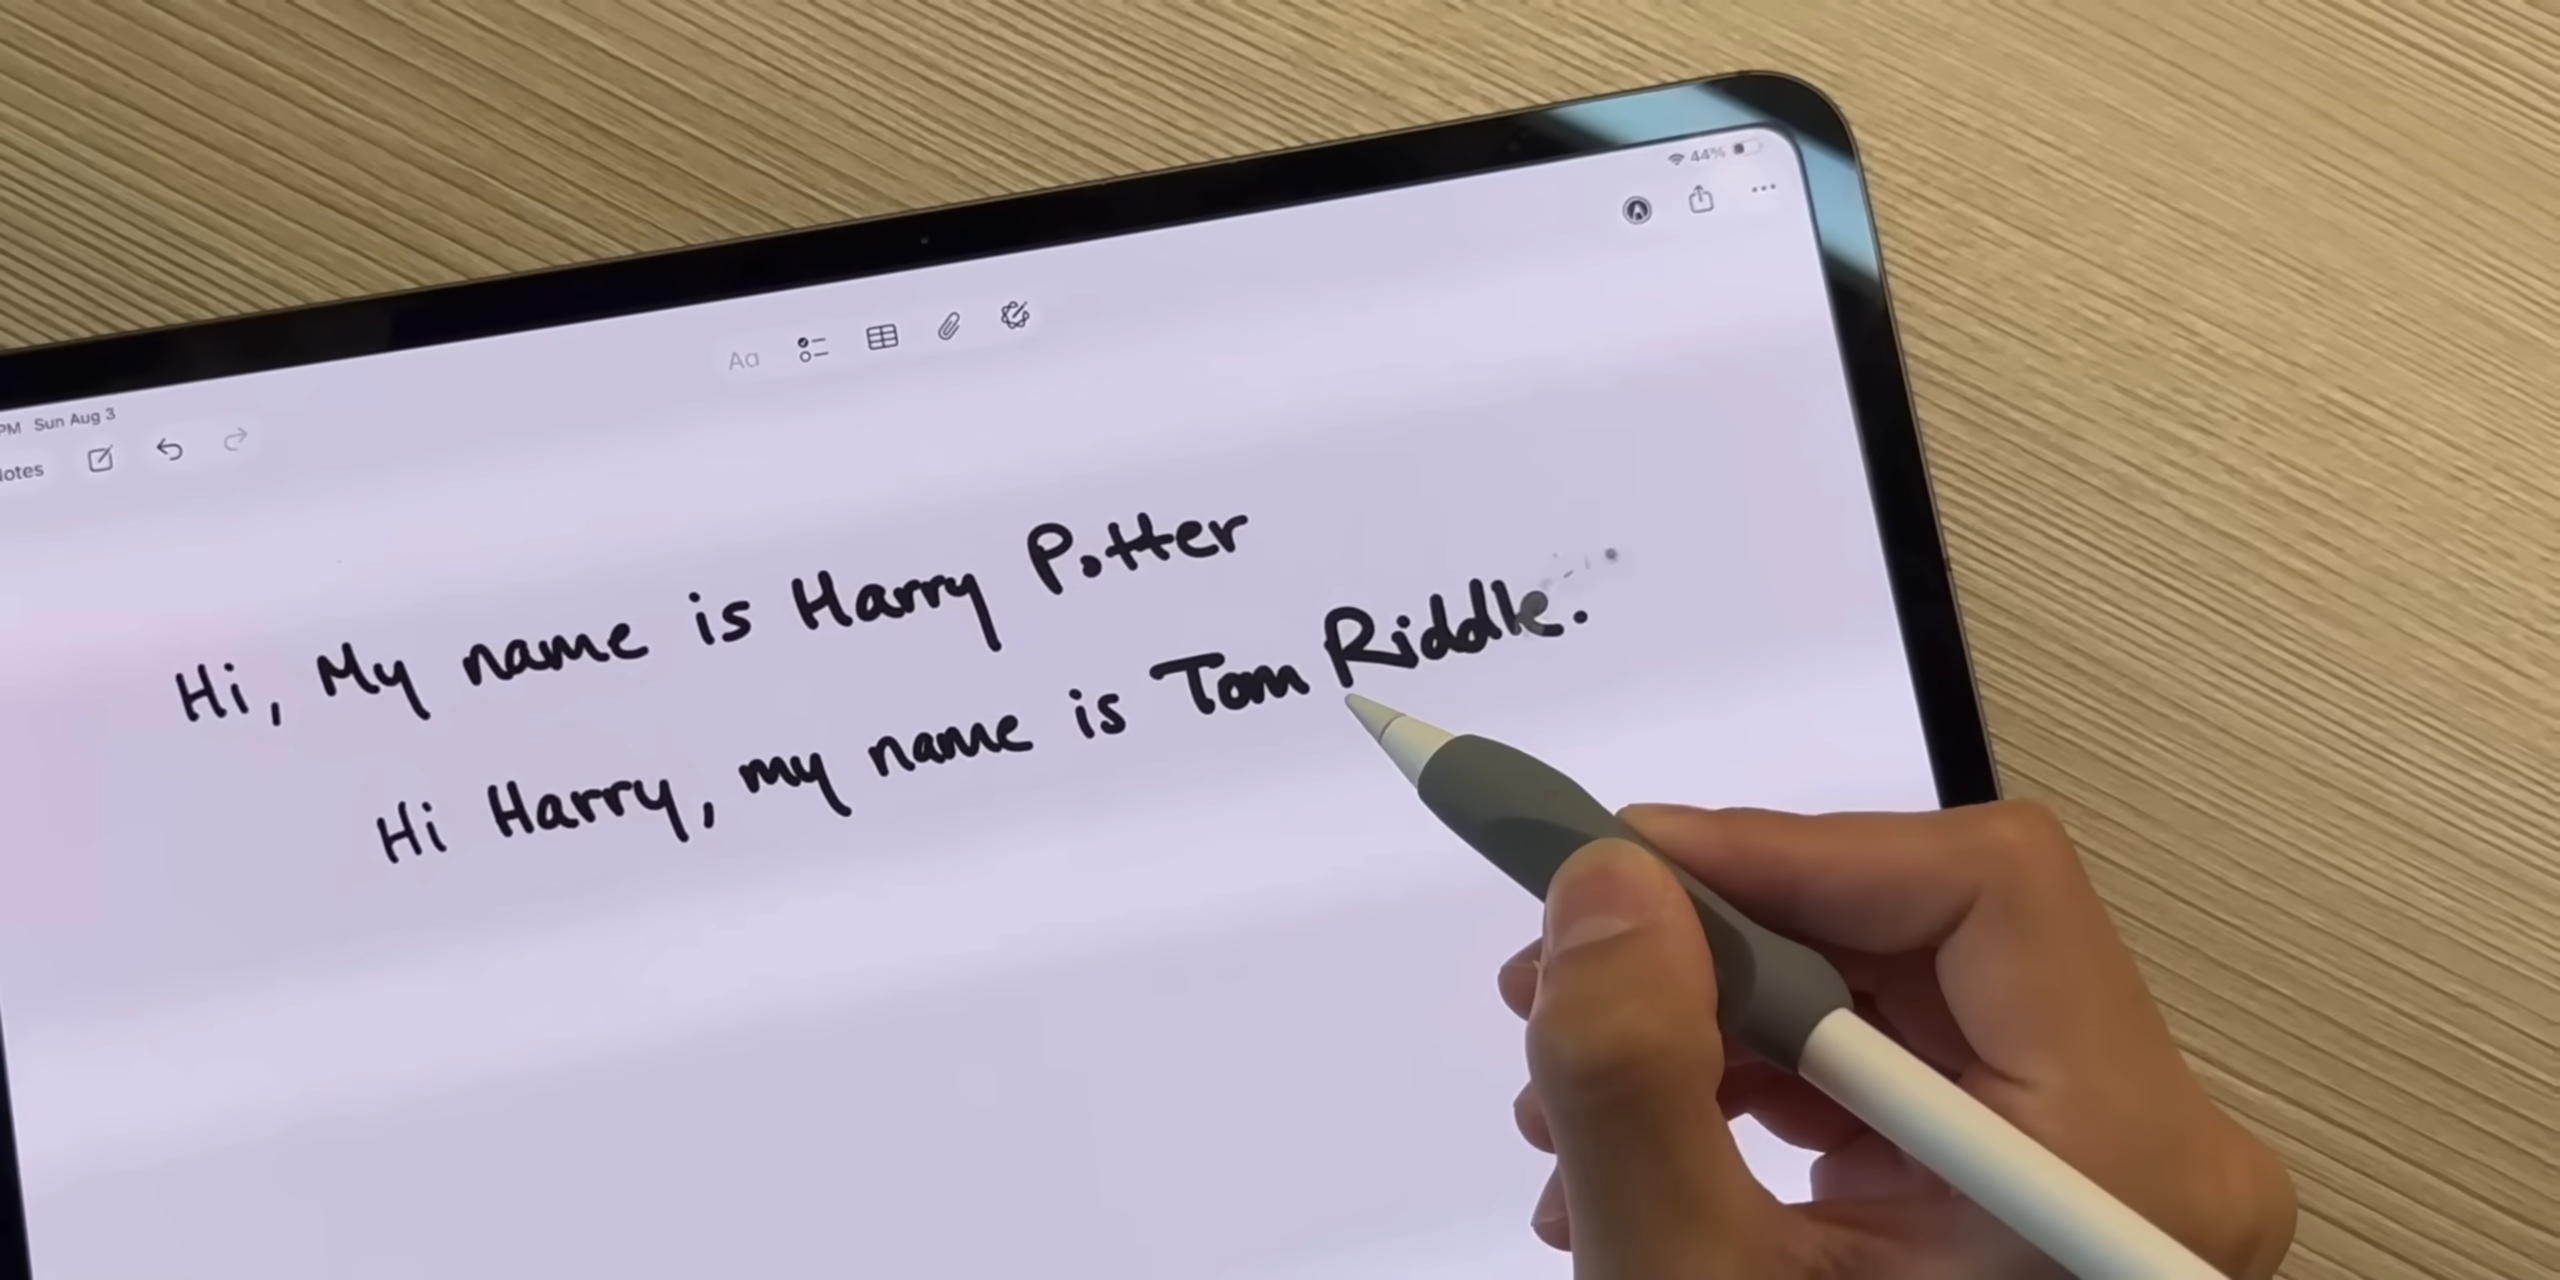 44%
PM Sun Aug 3
Notes
Aa
Hi, My name is Harry Potter
Hi Harry, my name is Tom Riddle.